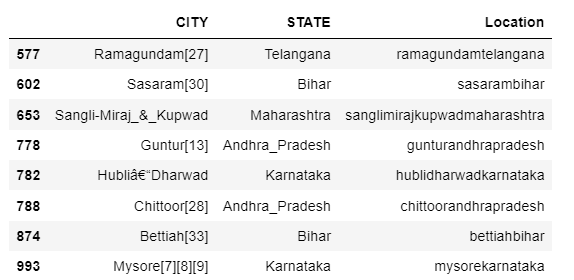 CITY STATE Location
577 Ramagundam[27] Telangana ramagundamtelangana
602 Sasaram[30] Bihar sasarambihar
653 Sangli-Miraj_&_Kupwad Maharashtra sanglimirajkupwadmaharashtra
778 Guntur[13] Andhra_Pradesh gunturandhrapradesh
782 Hubliâ€“Dharwad Karnataka hublidharwadkarnataka
788 Chittoor[28] Andhra_Pradesh chittoorandhrapradesh
874 Bettiah[33] Bihar bettiahbihar
993 Mysore[7][8][9] Karnataka mysorekarnataka